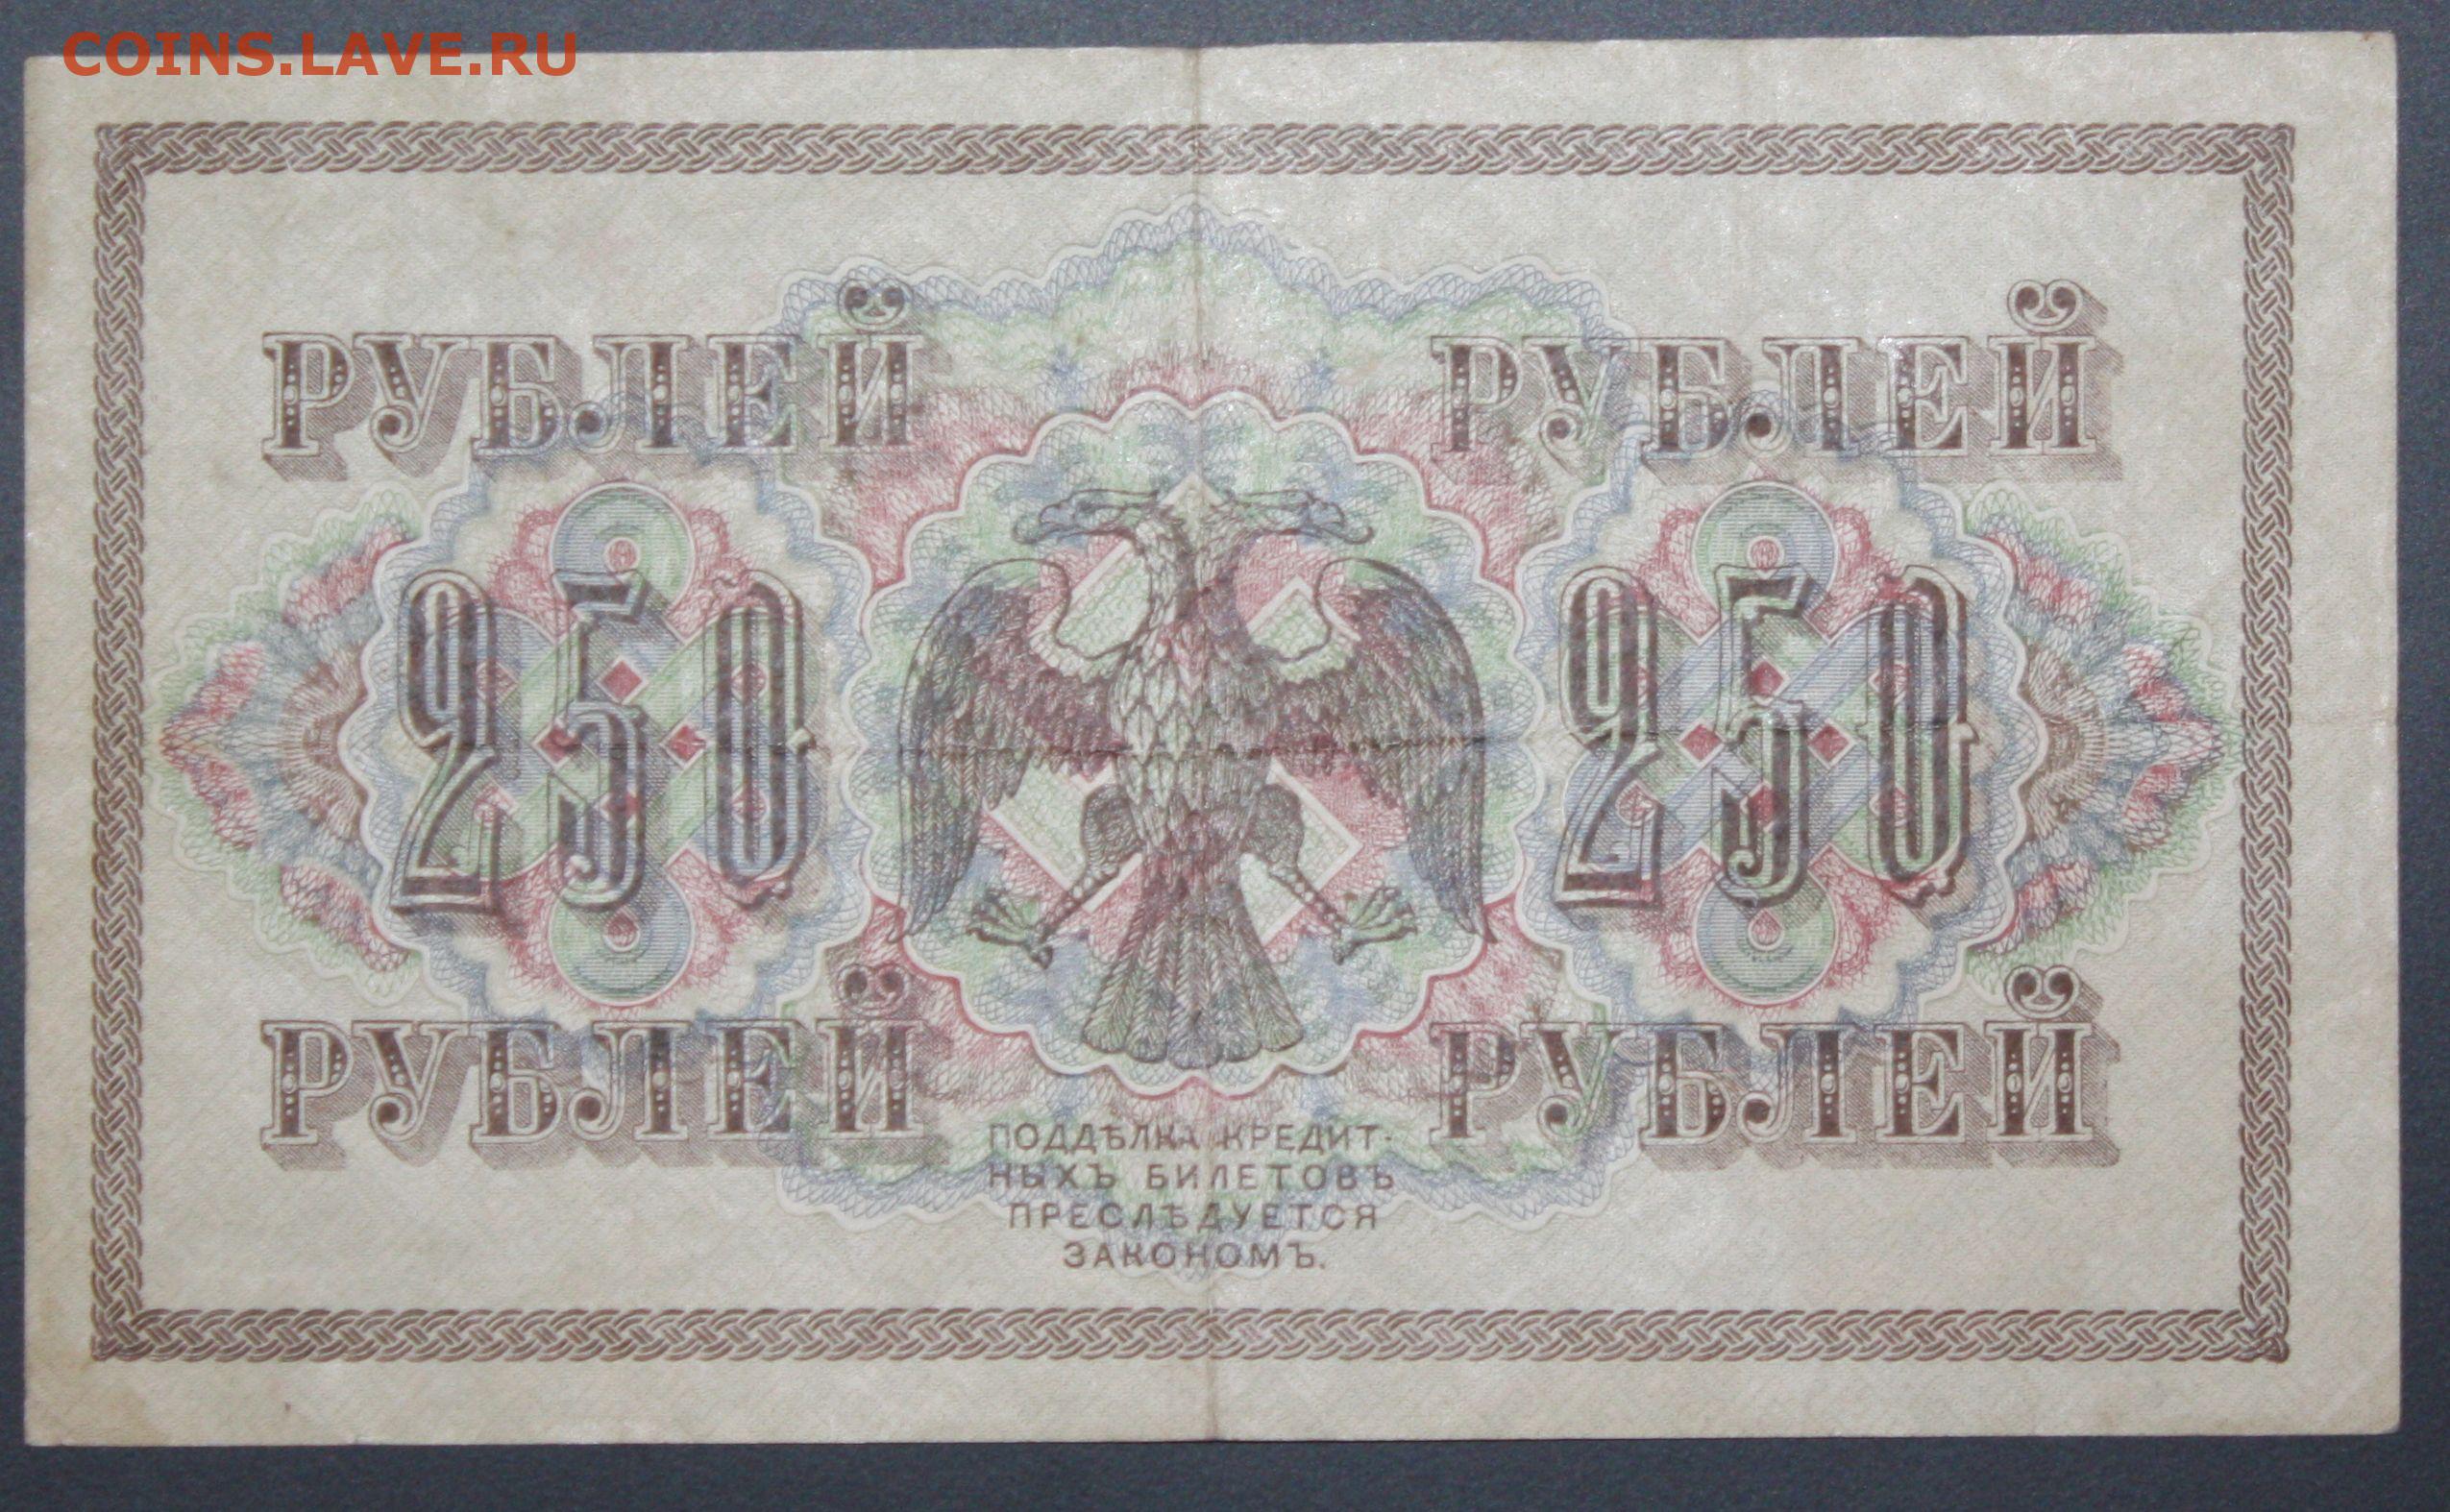 COINS.LAVE.RU
РУБЛЕЙ РУБЛЕЙ
250 250
РУБЛЕЙ РУБЛЕЙ
ПОДДѢЛКА КРЕДИТ-
НЫХЪ БИЛЕТОВЪ
ПРЕСЛѢДУЕТСЯ
ЗАКОНОМЪ.